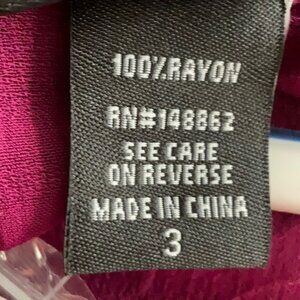 100%RAYON
RN#148862
SEE CARE
ON REVERSE
MADE IN CHINA
3